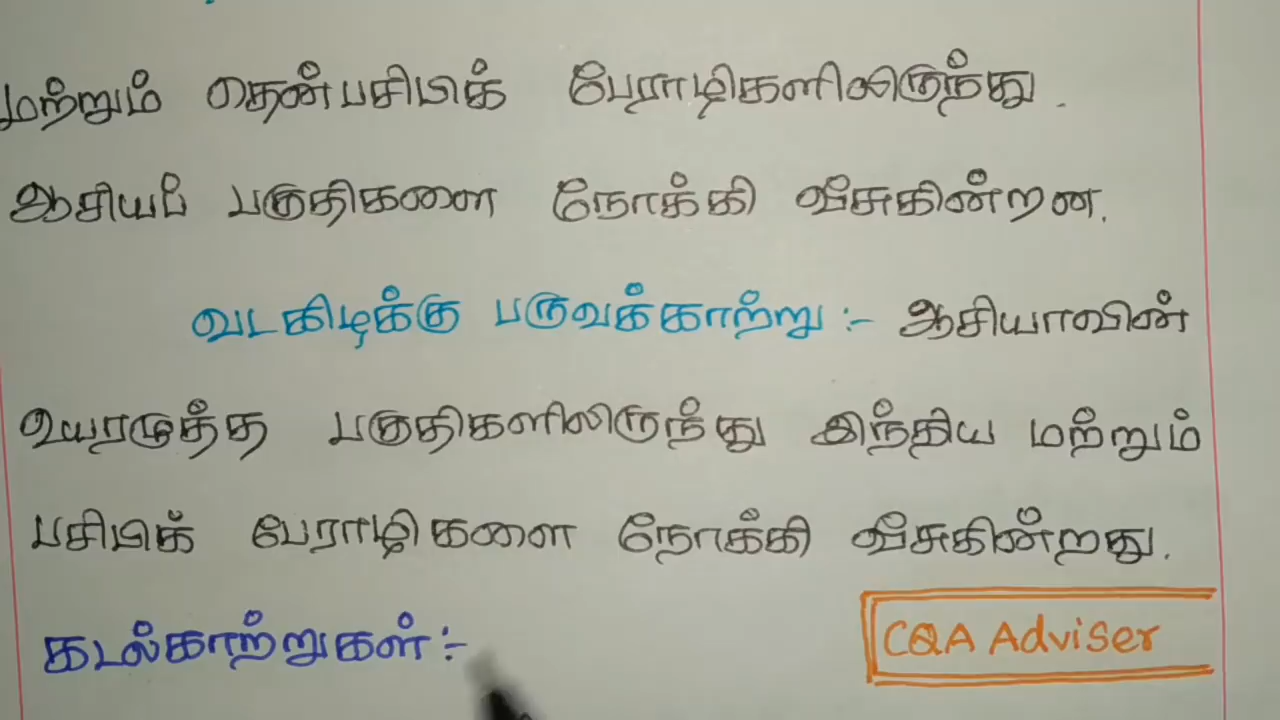 மற்றும் தென்பசிபிக் பேராழிகளிலிருந்து .
ஆசியப் பகுதிகளை நோக்கி வீசுகின்றன.
வடகிடிக்கு பருவக்காற்று :- ஆசியாவின்
உயரழுத்த பகுதிகளிலிருந்து இந்திய மற்றும்
பசிபிக் பேராழிகளை நோக்கி வீசுகின்றது.
கடல்காற்றுகள் :-
CQA Adviser